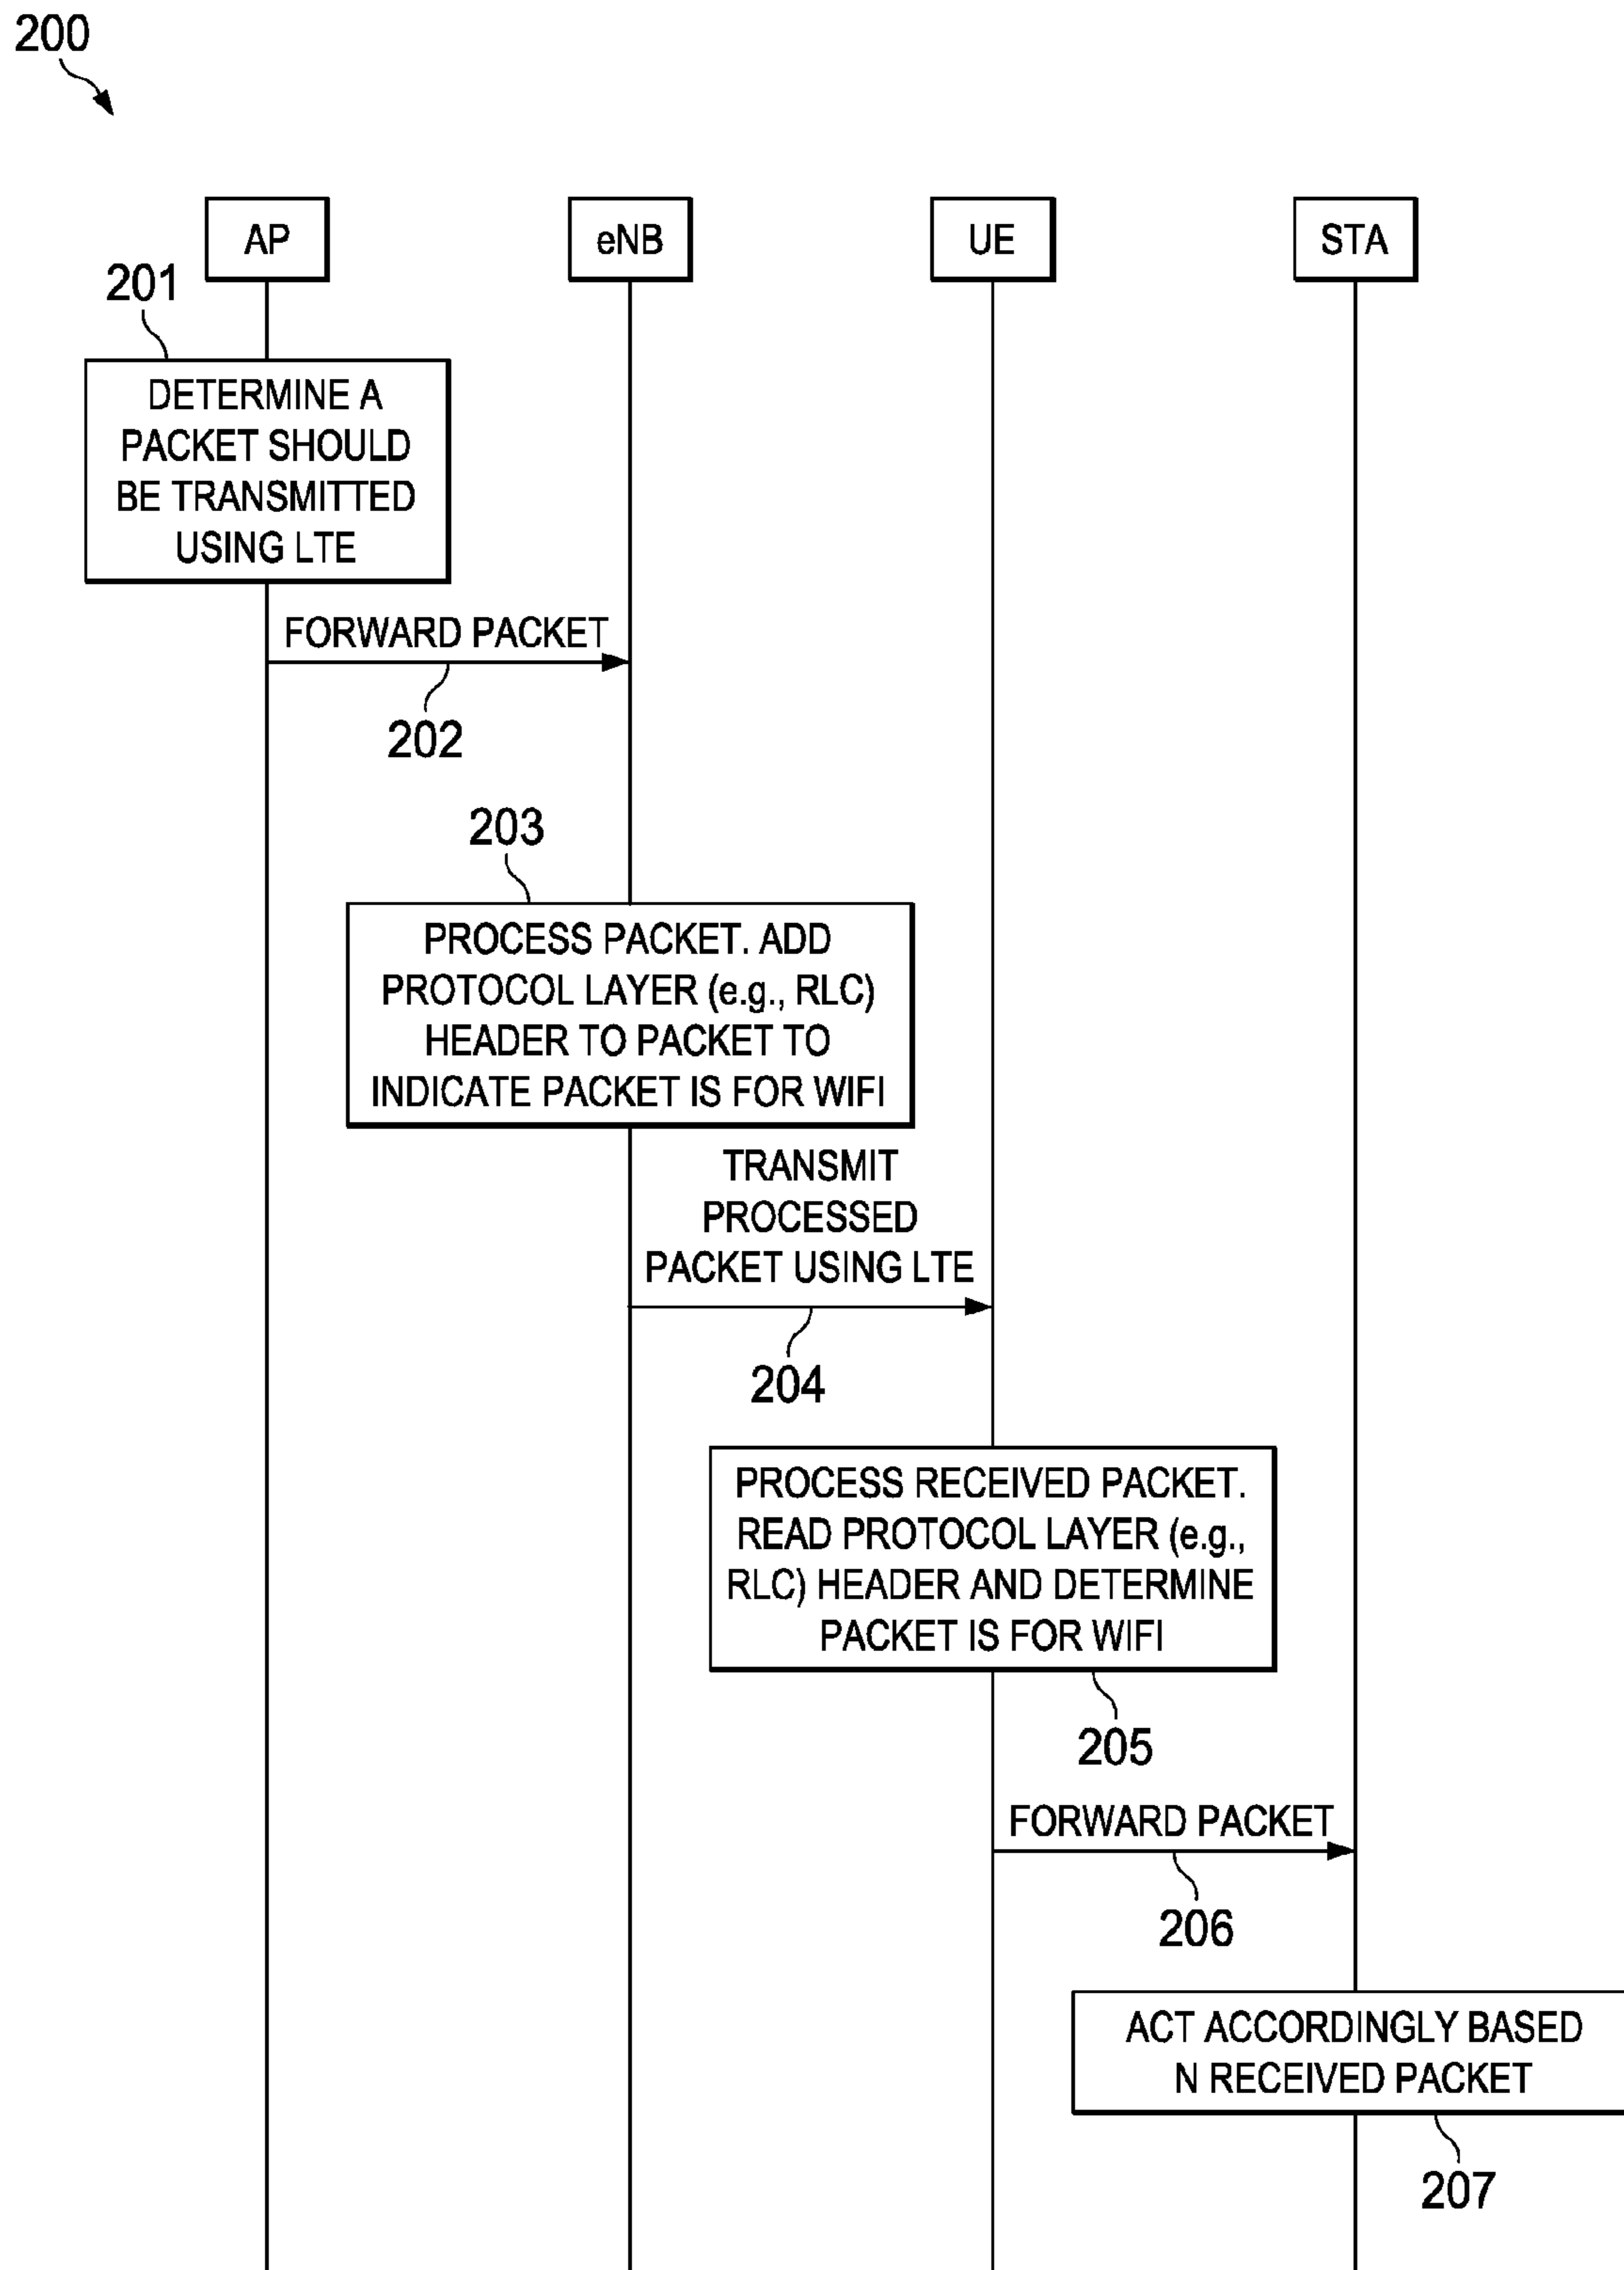 200
AP
eNB
UE
STA
201
DETERMINE A
PACKET SHOULD
BE TRANSMITTED
USING LTE
FORWARD PACKET
202
203
PROCESS PACKET. ADD
PROTOCOL LAYER (e.g., RLC)
HEADER TO PACKET TO
INDICATE PACKET IS FOR WIFI
TRANSMIT
PROCESSED
PACKET USING LTE
204
PROCESS RECEIVED PACKET.
READ PROTOCOL LAYER (e.g.,
RLC) HEADER AND DETERMINE
PACKET IS FOR WIFI
205
FORWARD PACKET
206
ACT ACCORDINGLY BASED
N RECEIVED PACKET
207